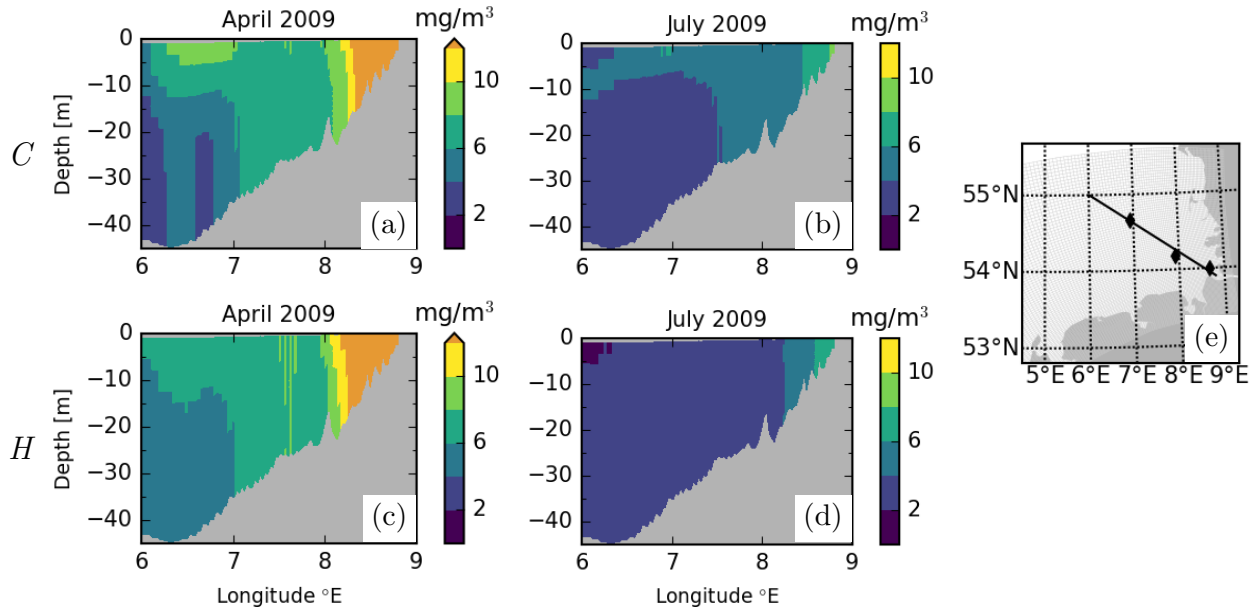 April 2009
mg/m³
0
−10
−20
−30
−40
Depth [m]
C
6
7
8
9
10
6
2
(a)
July 2009
mg/m³
0
−10
−20
−30
−40
6
7
8
9
10
6
2
(b)
April 2009
mg/m³
0
−10
−20
−30
−40
Depth [m]
H
6
7
8
9
Longitude °E
10
6
2
(c)
July 2009
mg/m³
0
−10
−20
−30
−40
6
7
8
9
Longitude °E
10
6
2
(d)
55°N
54°N
53°N
5°E 6°E 7°E 8°E 9°E
(e)